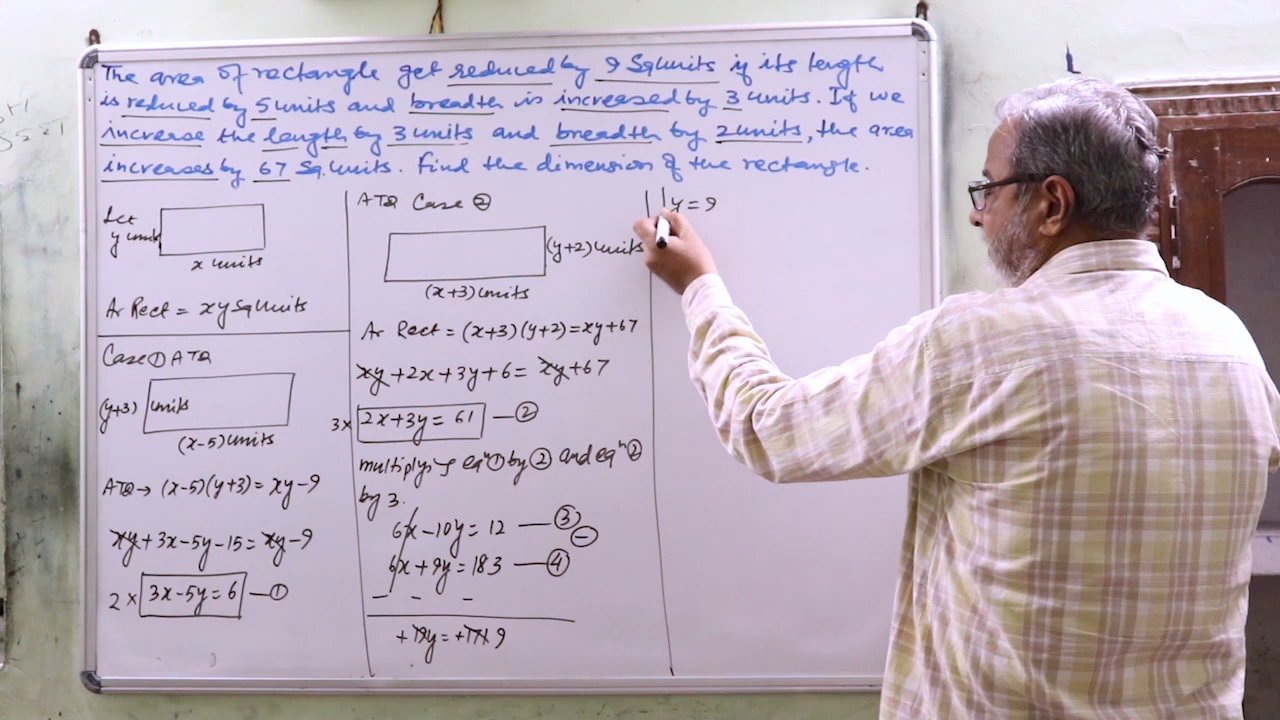 The area of rectangle get reduced by 9 Sq units if its length
is reduced by 5 units and breadth is increased by 3 units. If we
increase the length by 3 units and breadth by 2 units, the area
increases by 67 Sq units. Find the dimension of the rectangle.
Let
y units
x units
Ar Rect = xy Sq units
Case ① ATQ
(y+3) units
(x-5) units
ATQ → (x-5)(y+3) = xy-9
xy+3x-5y-15 = xy-9
2 × 3x-5y=6 — ①
ATQ Case ②
(y+2) units
(x+3) units
Ar Rect = (x+3)(y+2) = xy+67
xy+2x+3y+6 = xy+67
3× 2x+3y = 61 — ②
multiplying eqⁿ ① by ② and eqⁿ ②
by 3.
6x-10y = 12 — ③
6x+9y = 183 — ④
- - -
y = 9